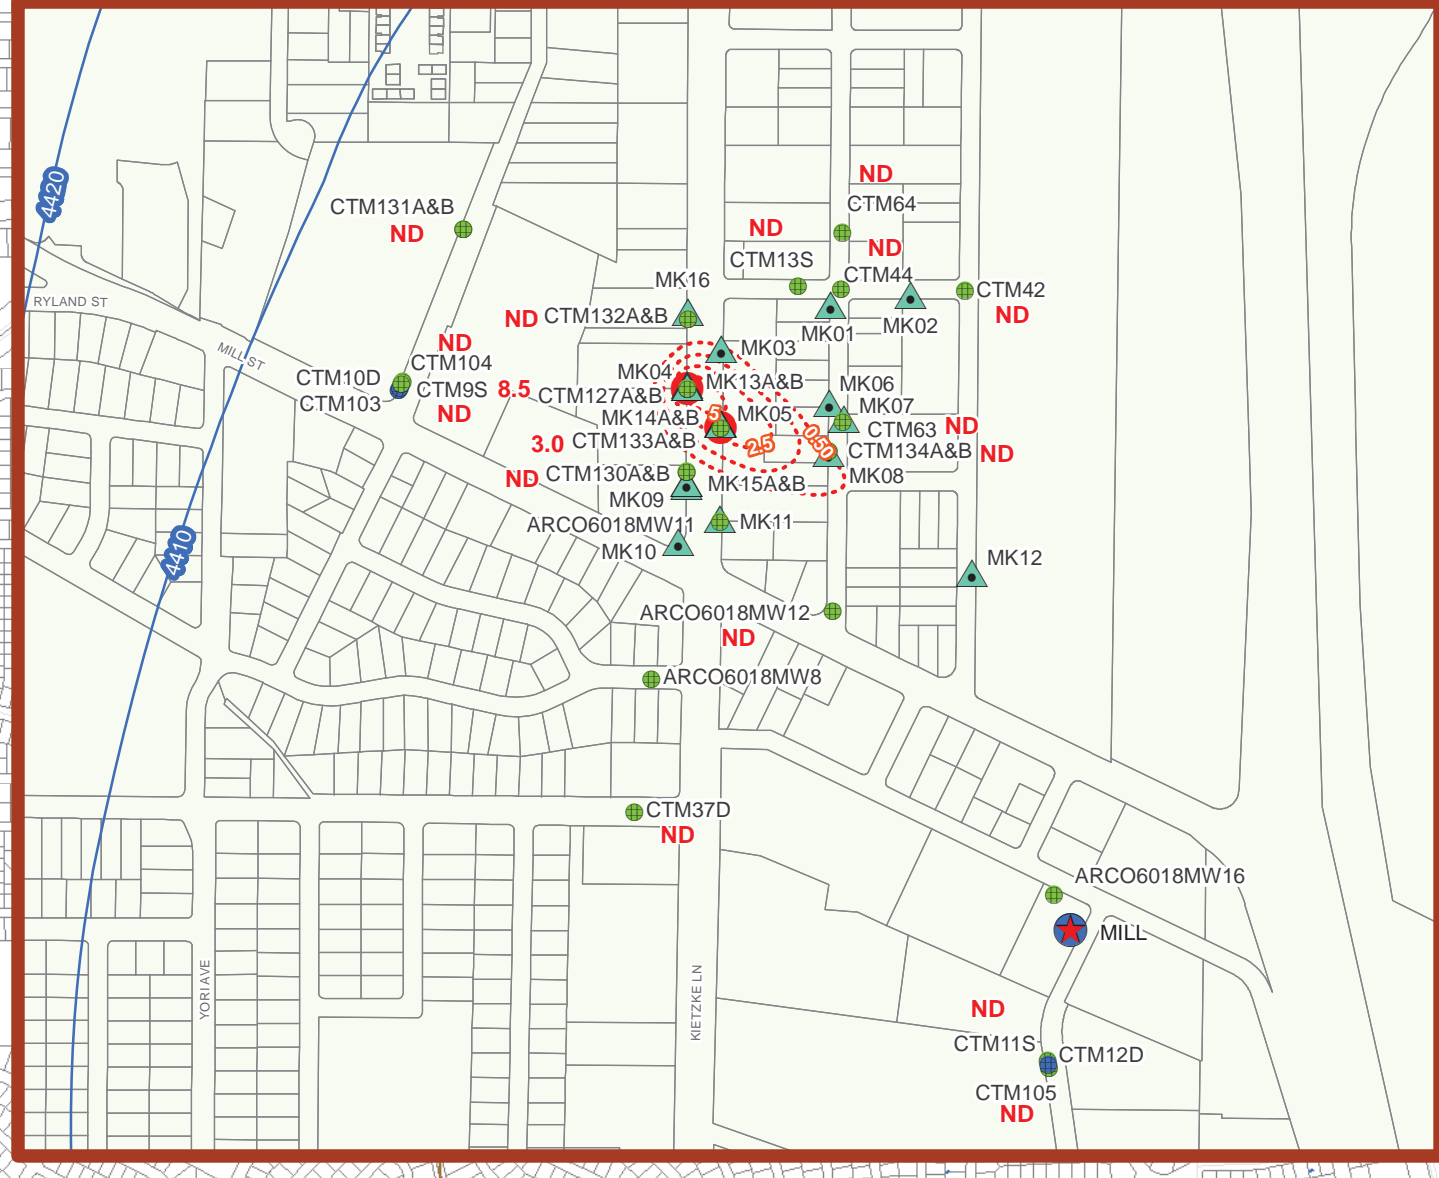 4420
ND
CTM64
CTM131A&B
ND
ND
ND
CTM13S
CTM44
MK16
CTM42
ND
RYLAND ST
ND
CTM132A&B
MK01
MK02
MILL ST
ND
CTM104
MK03
MK04
CTM10D
CTM9S
8.5
CTM127A&B
MK13A&B
MK06
CTM103
ND
MK14A&B
5
MK05
MK07
3.0
CTM133A&B
2.5
0.50
CTM63
ND
CTM134A&B
ND
ND
CTM130A&B
MK15A&B
MK08
MK09
ARCO6018MW11
MK11
MK10
4410
MK12
ARCO6018MW12
ND
ARCO6018MW8
CTM37D
ND
ARCO6018MW16
MILL
YORI AVE
KIETZKE LN
ND
CTM11S
CTM12D
CTM105
ND